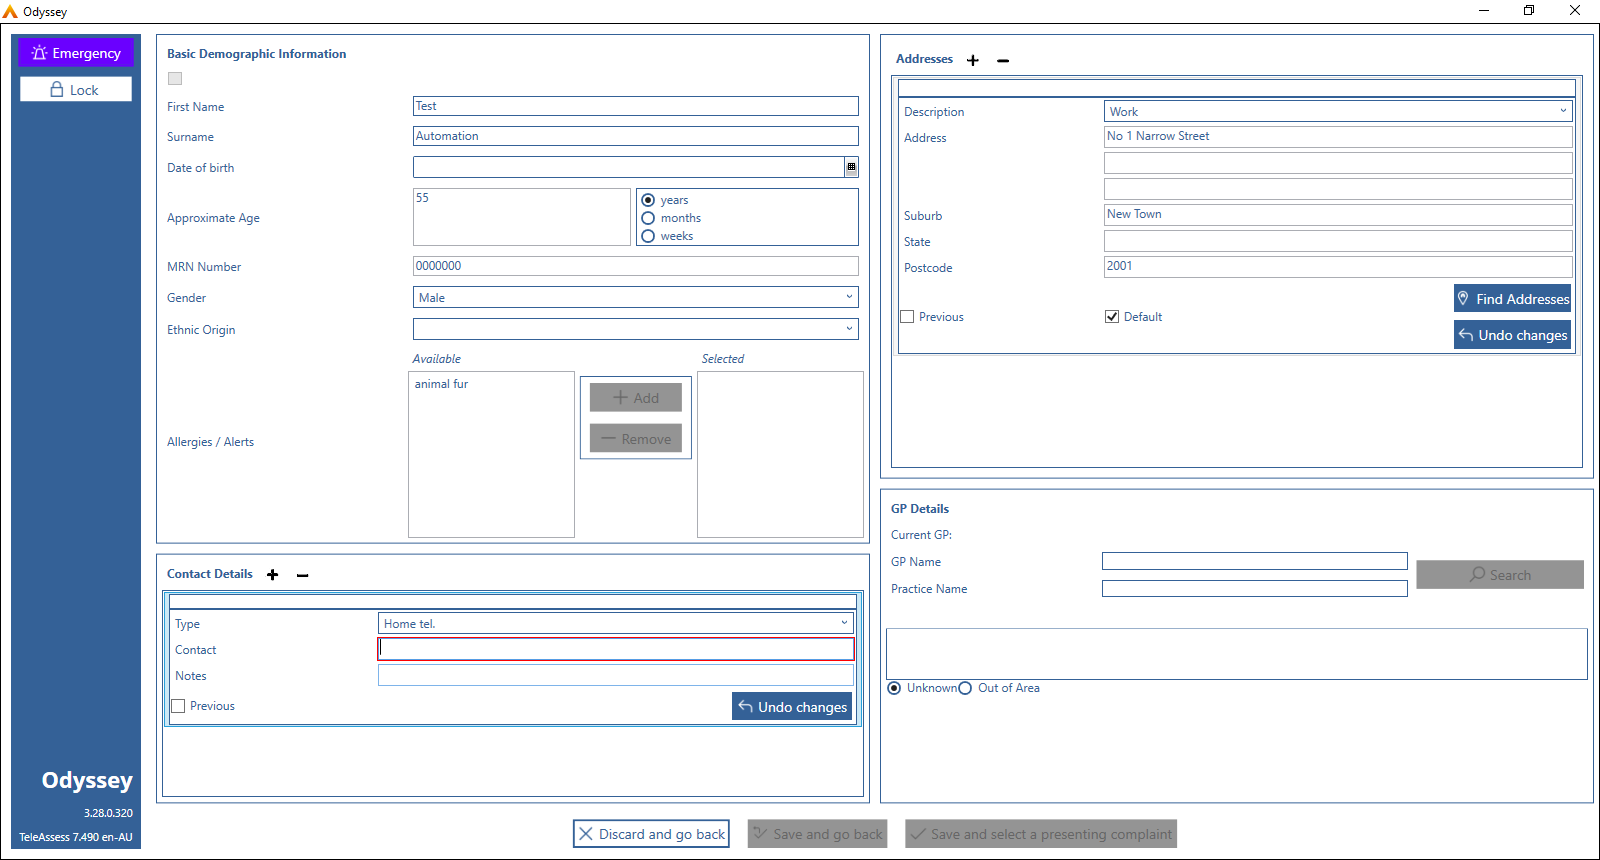 Odyssey
Emergency
Lock
Basic Demographic Information
First Name
Test
Surname
Automation
Date of birth
Approximate Age
55
years
months
weeks
MRN Number
0000000
Gender
Male
Ethnic Origin
Available
Selected
animal fur
Add
Remove
Allergies / Alerts
Contact Details
Type
Home tel.
Contact
Notes
Previous
Undo changes
Addresses
Description
Work
Address
No 1 Narrow Street
Suburb
New Town
State
Postcode
2001
Find Addresses
Previous
Default
Undo changes
GP Details
Current GP:
GP Name
Search
Practice Name
Unknown
Out of Area
Odyssey
3.28.0.320
TeleAssess 7.490 en-AU
Discard and go back
Save and go back
Save and select a presenting complaint